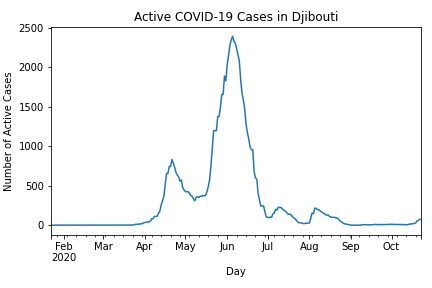 Active COVID-19 Cases in Djibouti
2500
2000
1500
1000
500
0
Number of Active Cases
Feb Mar Apr May Jun Jul Aug Sep Oct
2020
Day